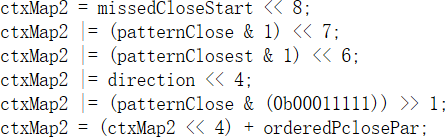 ctxMap2 = missedCloseStart << 8;
ctxMap2 |= (patternClose & 1) << 7;
ctxMap2 |= (patternClosest & 1) << 6;
ctxMap2 |= direction << 4;
ctxMap2 |= (patternClose & (0b00011111)) >> 1;
ctxMap2 = (ctxMap2 << 4) + orderedPclosePar;